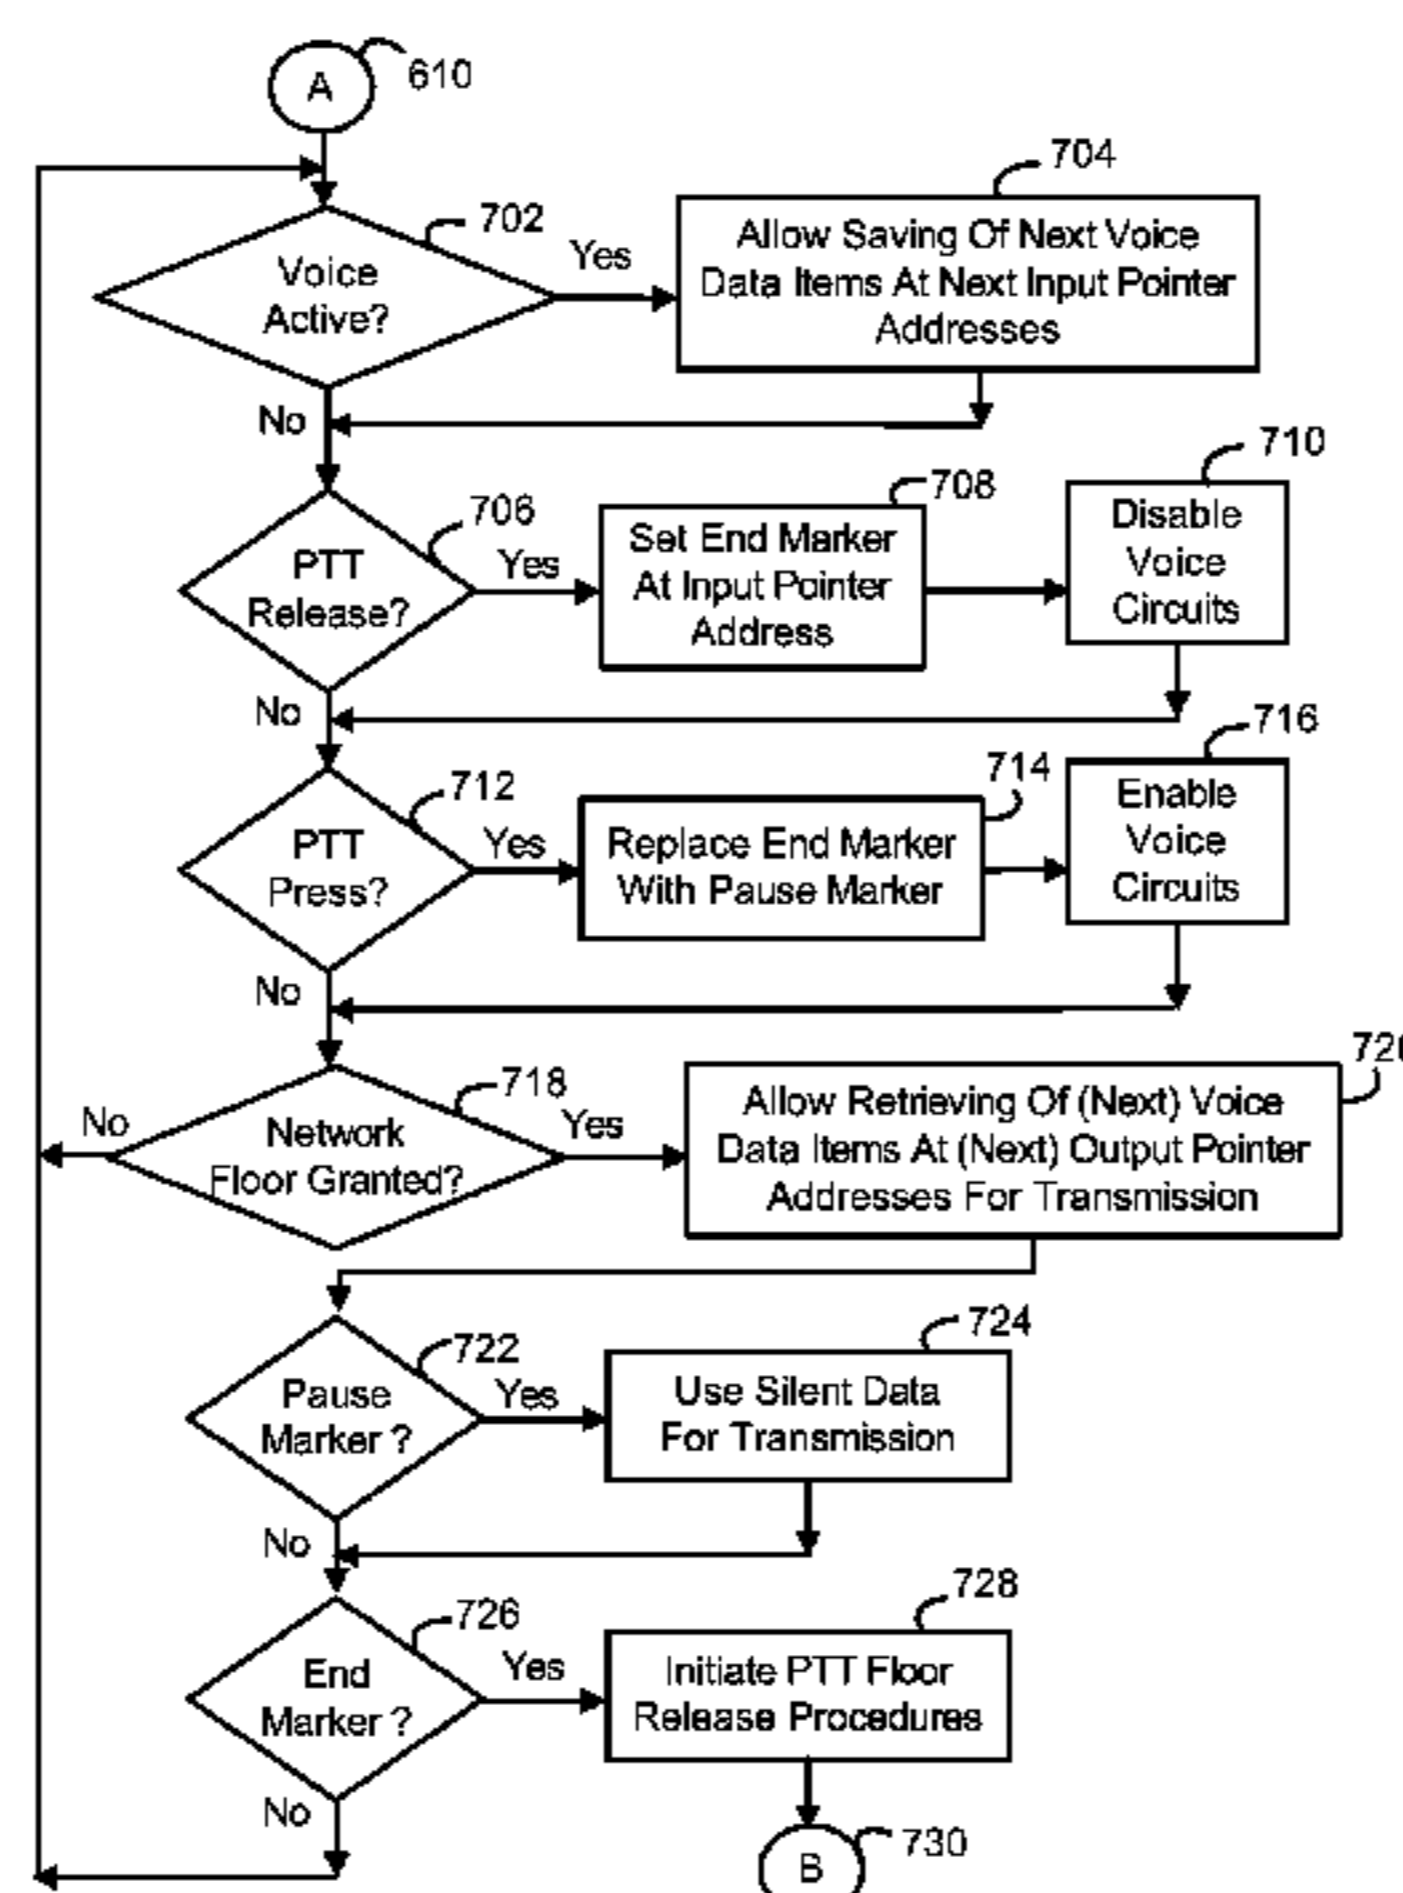 A
610
702
Voice
Active?
Yes
704
Allow Saving Of Next Voice
Data Items At Next Input Pointer
Addresses
No
706
PTT
Release?
Yes
708
Set End Marker
At Input Pointer
Address
710
Disable
Voice
Circuits
No
712
PTT
Press?
Yes
714
Replace End Marker
With Pause Marker
716
Enable
Voice
Circuits
No
718
Network
Floor Granted?
No
Yes
720
Allow Retrieving Of (Next) Voice
Data Items At (Next) Output Pointer
Addresses For Transmission
722
Pause
Marker ?
Yes
724
Use Silent Data
For Transmission
No
726
End
Marker ?
Yes
728
Initiate PTT Floor
Release Procedures
No
B
730